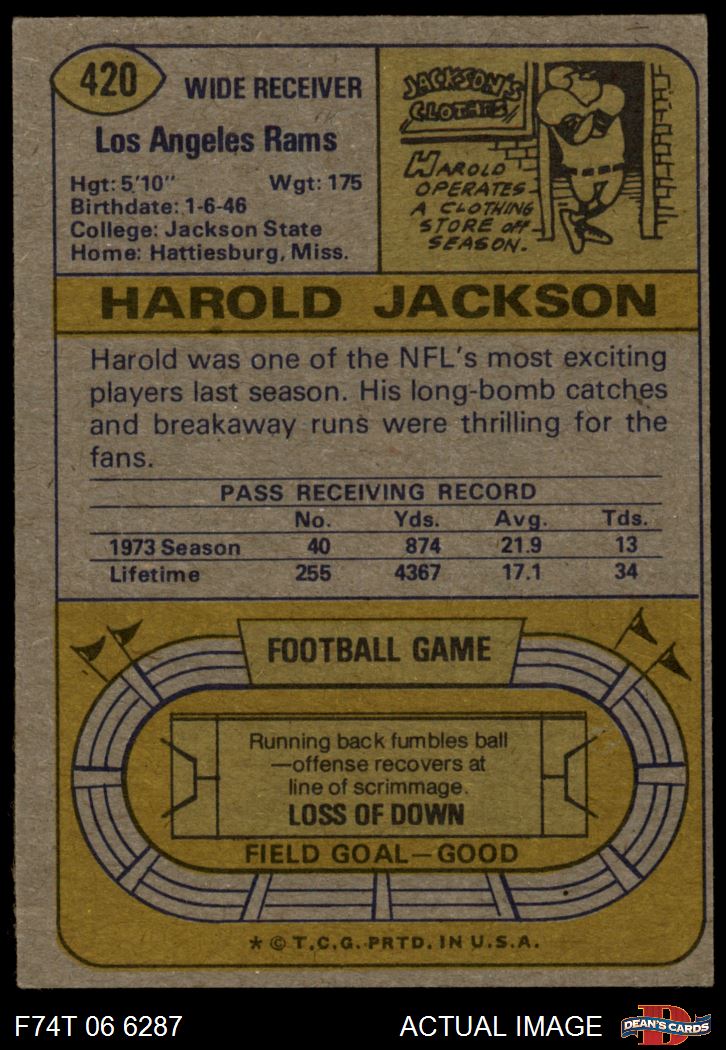 420
WIDE RECEIVER
Los Angeles Rams
Hgt: 5'10" Wgt: 175
Birthdate: 1-6-46
College: Jackson State
Home: Hattiesburg, Miss.
JACKSON'S
CLOTHES
HAROLD
OPERATES
A CLOTHING
STORE OFF
SEASON.
HAROLD JACKSON
Harold was one of the NFL's most exciting
players last season. His long-bomb catches
and breakaway runs were thrilling for the
fans.
PASS RECEIVING RECORD
No. Yds. Avg. Tds.
1973 Season 40 874 21.9 13
Lifetime 255 4367 17.1 34
FOOTBALL GAME
Running back fumbles ball
—offense recovers at
line of scrimmage.
LOSS OF DOWN
FIELD GOAL—GOOD
* © T.C.G. PRTD. IN U.S.A.
F74T 06 6287 ACTUAL IMAGE
D
DEAN'S CARDS